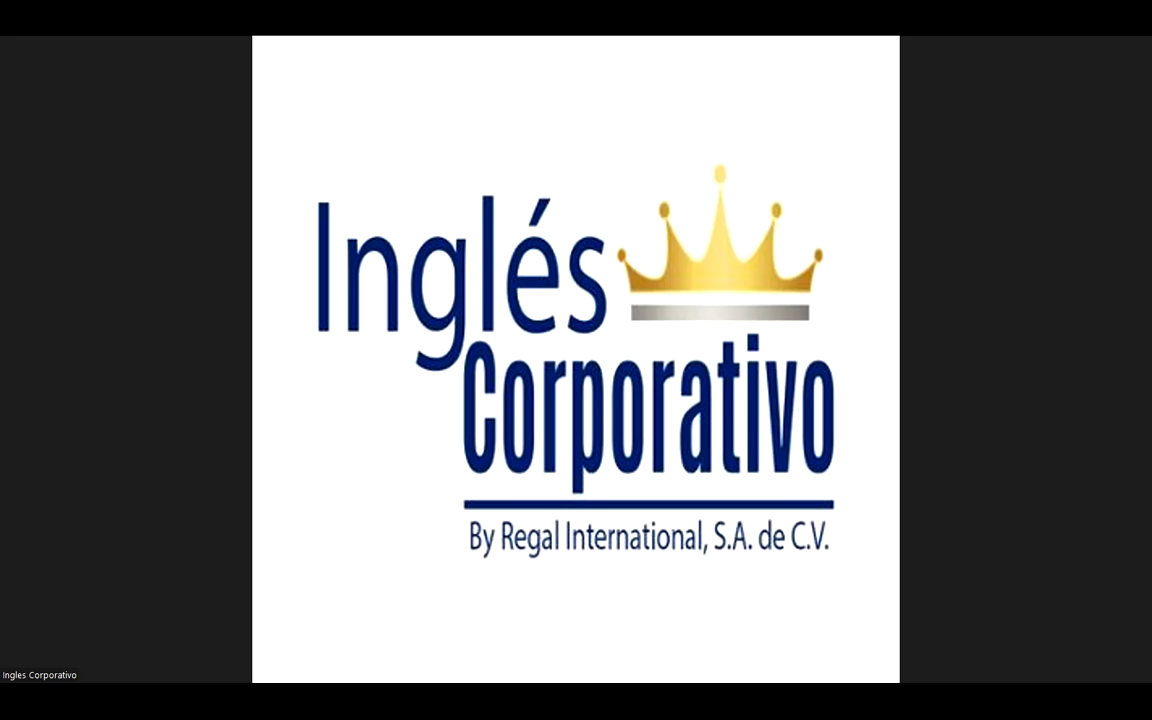 Inglés
Corporativo
By Regal International, S.A. de C.V.
Ingles Corporativo